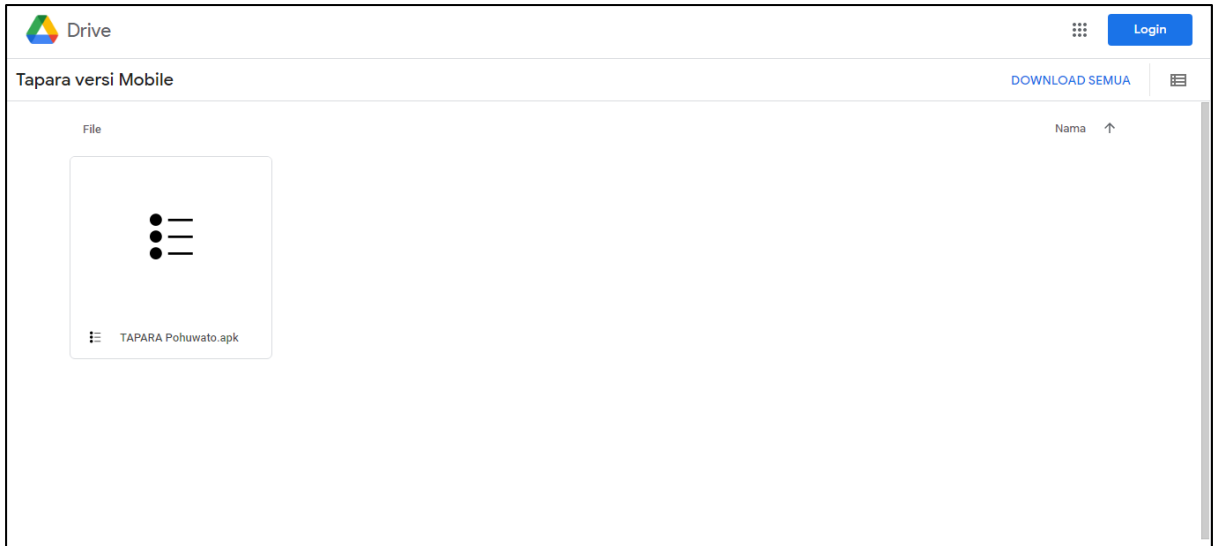 Drive
Login
Tapara versi Mobile
DOWNLOAD SEMUA
File
Nama
TAPARA Pohuwato.apk